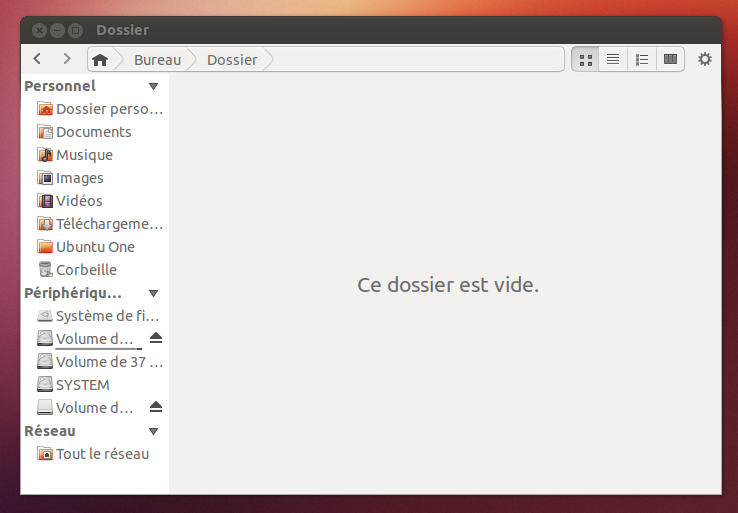 Dossier
Bureau Dossier
Personnel
Dossier perso...
Documents
Musique
Images
Vidéos
Téléchargeme...
Ubuntu One
Corbeille
Périphériqu...
Système de fi...
Volume d...
Volume de 37 ...
SYSTEM
Volume d...
Réseau
Tout le réseau
Ce dossier est vide.